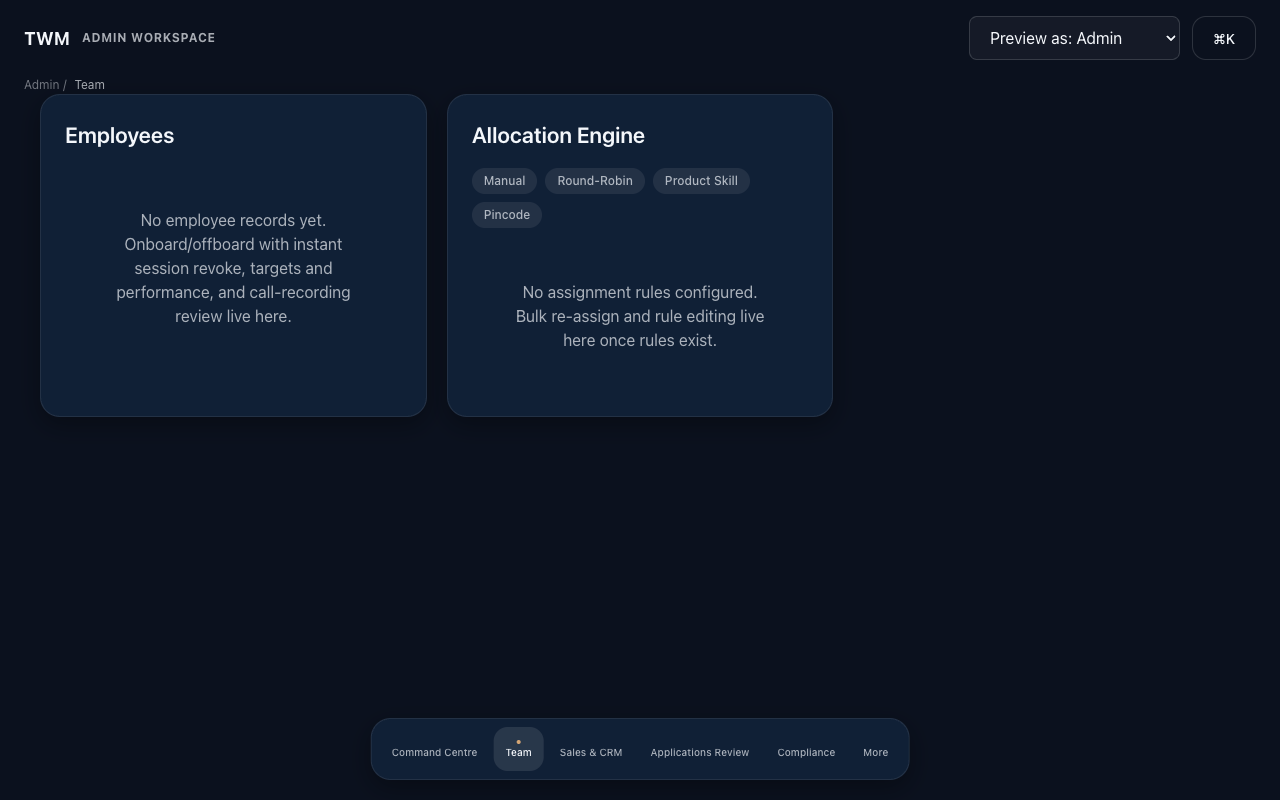 TWM ADMIN WORKSPACE
Preview as: Admin
⌘K
Admin / Team
Employees
No employee records yet.
Onboard/offboard with instant
session revoke, targets and
performance, and call-recording
review live here.
Allocation Engine
Manual Round-Robin Product Skill
Pincode
No assignment rules configured.
Bulk re-assign and rule editing live
here once rules exist.
Command Centre Team Sales & CRM Applications Review Compliance More